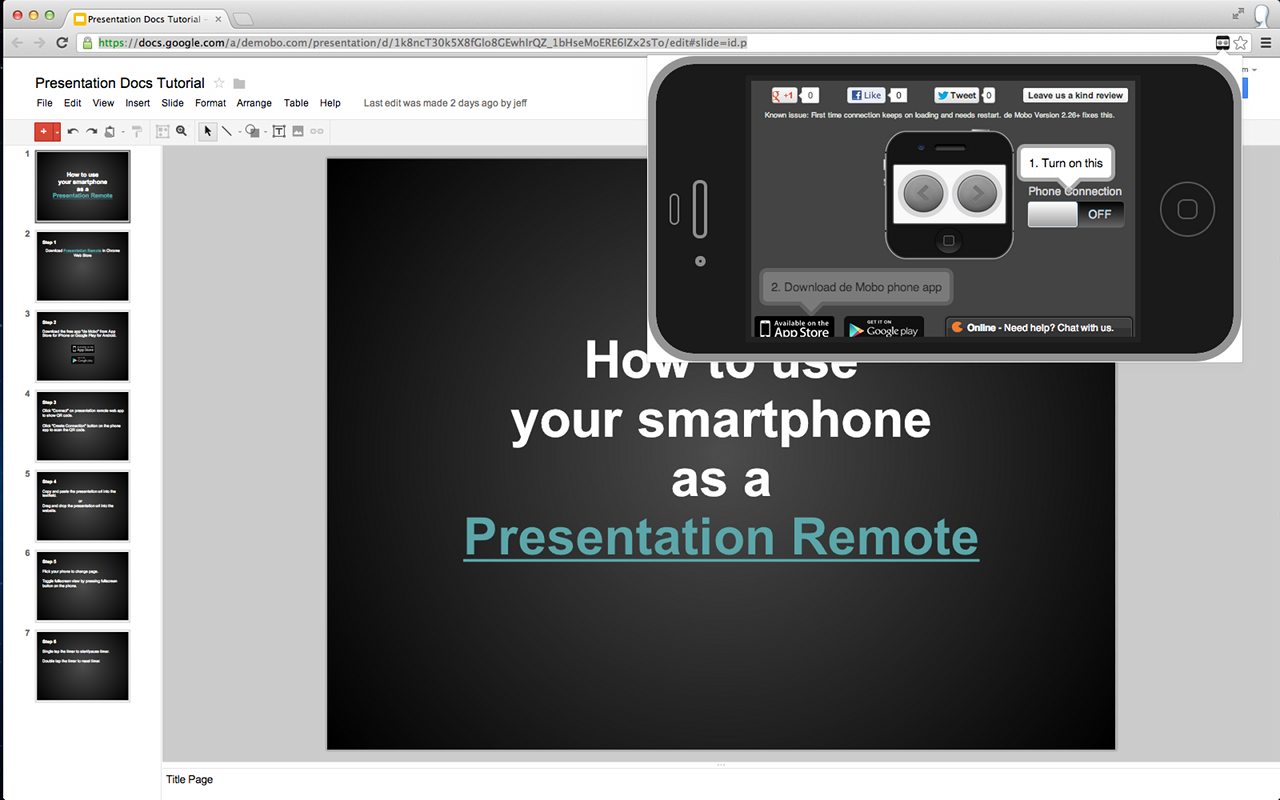 Presentation Docs Tutorial -
https://docs.google.com/a/demobo.com/presentation/d/1k8ncT30k5X8fGlo8GEwhIrQZ_1bHseMoERE6IZx2sTo/edit#slide=id.p
Presentation Docs Tutorial
File Edit View Insert Slide Format Arrange Table Help Last edit was made 2 days ago by jeff
+1 0 Like 0 Tweet 0 Leave us a kind review
Known issue: First time connection keeps on loading and needs restart. de Mobo Version 2.26+ fixes this.
1. Turn on this
Phone Connection
OFF
2. Download de Mobo phone app
Available on the
App Store
GET IT ON
Google play
Online - Need help? Chat with us.
1
How to use
your smartphone
as a
Presentation Remote
2
Step 1
Download Presentation Remote in Chrome
Web Store
3
Step 2
Download the free app "de Mobo" from App
Store for iPhone or Google Play for Android.
4
Step 3
Click "Connect" on presentation remote web app
to show QR code.
Click "Create Connection" button on the phone
app to scan the QR code.
5
Step 4
Copy and paste the presentation url into the
or
Drag and drop the presentation url into the
website.
6
Step 5
Flick your phone to change page.
Toggle fullscreen view by pressing fullscreen
button on the phone.
7
Step 6
Single tap the timer to start/pause timer.
Double tap the timer to reset timer.
How to use
your smartphone
as a
Presentation Remote
Title Page